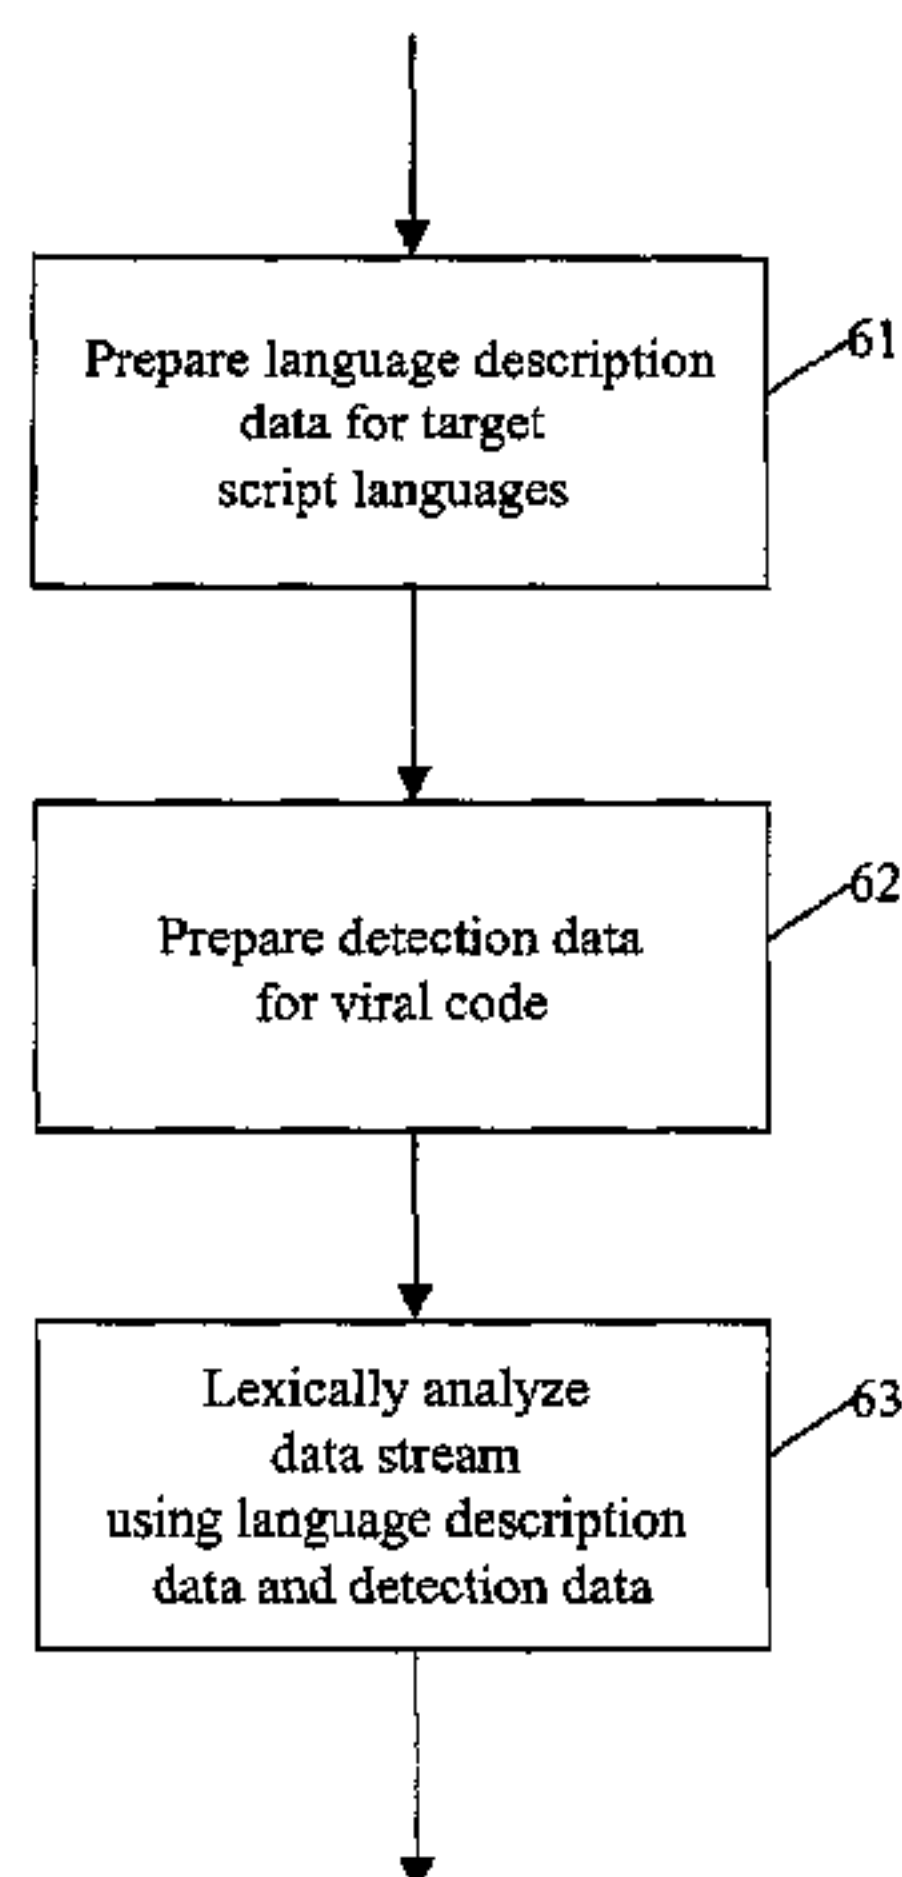 Prepare language description
data for target
script languages
61
Prepare detection data
for viral code
62
Lexically analyze
data stream
using language description
data and detection data
63